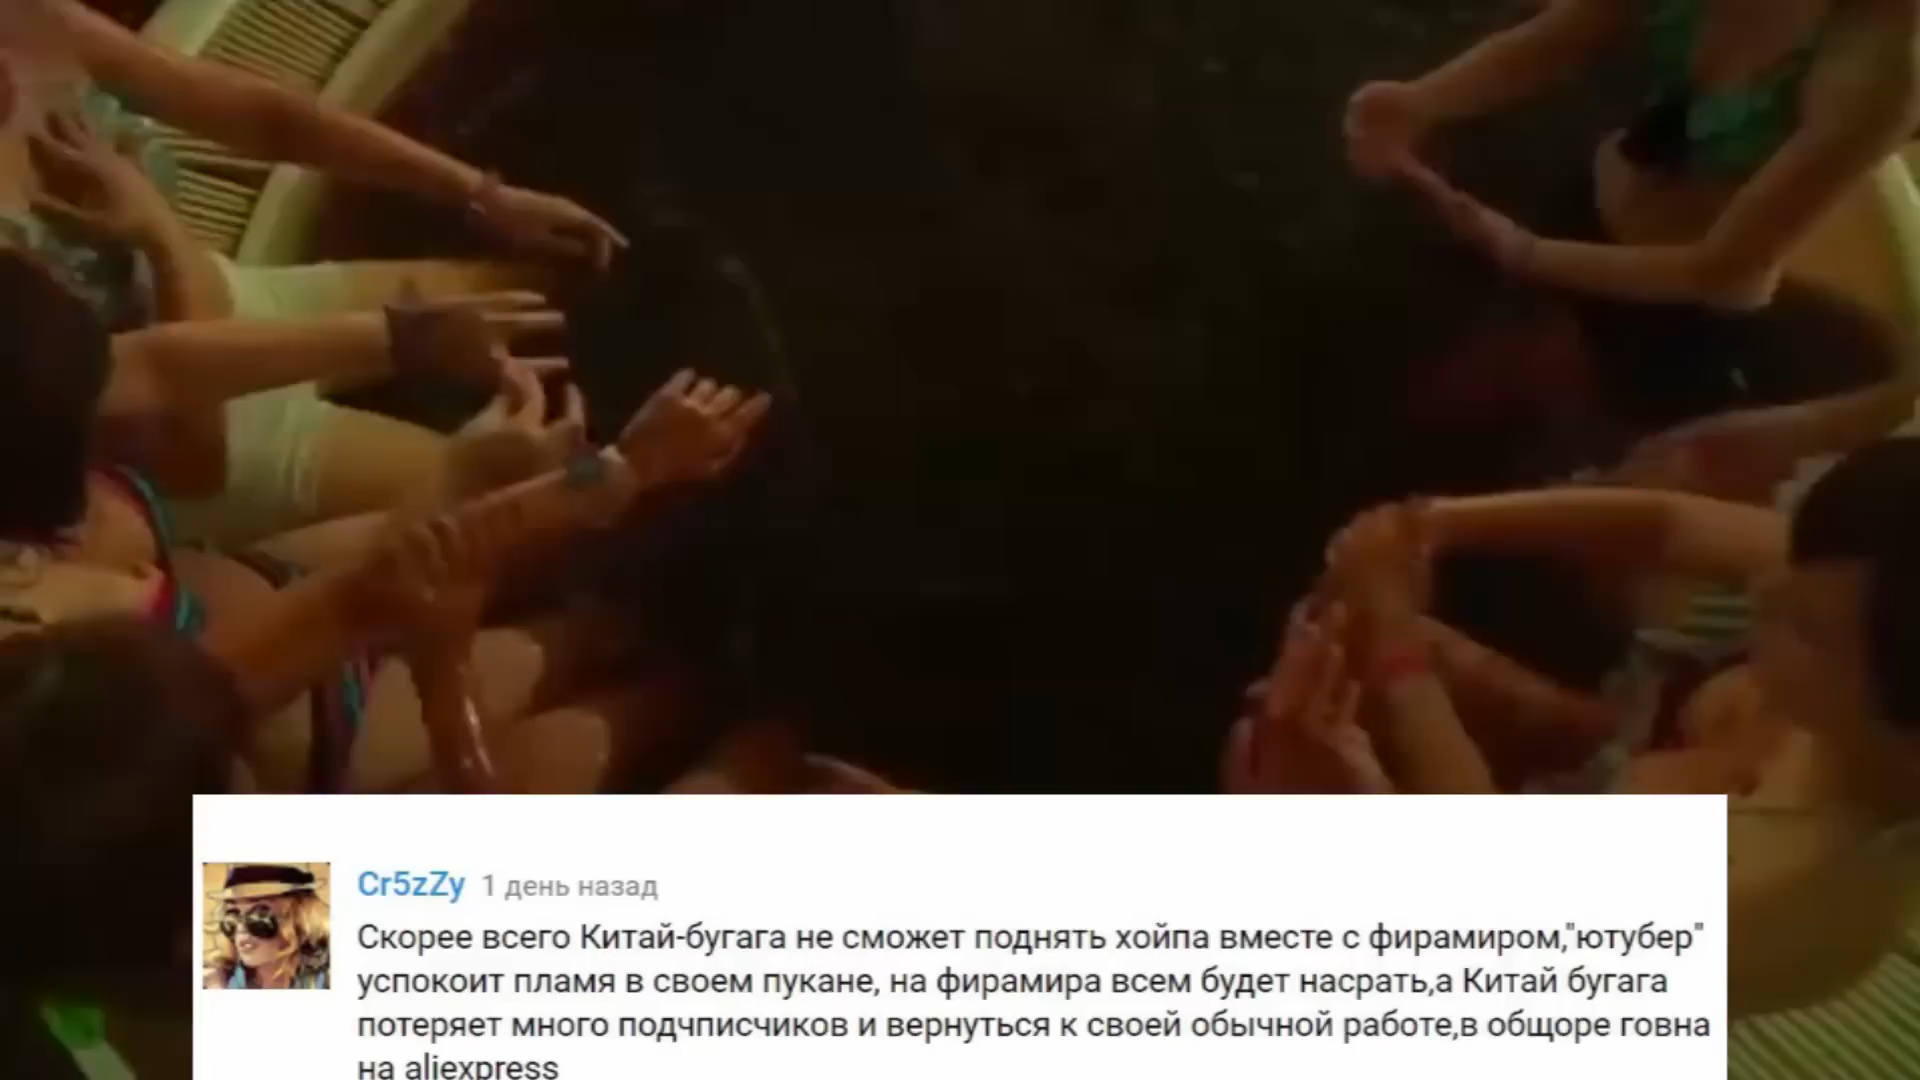 Cr5zZy 1 день назад
Скорее всего Китай-бугага не сможет поднять хойпа вместе с фирамиром,"ютубер"
успокоит пламя в своем пукане, на фирамира всем будет насрать,а Китай бугага
потеряет много подчписчиков и вернуться к своей обычной работе,в общоре говна
на aliexpress